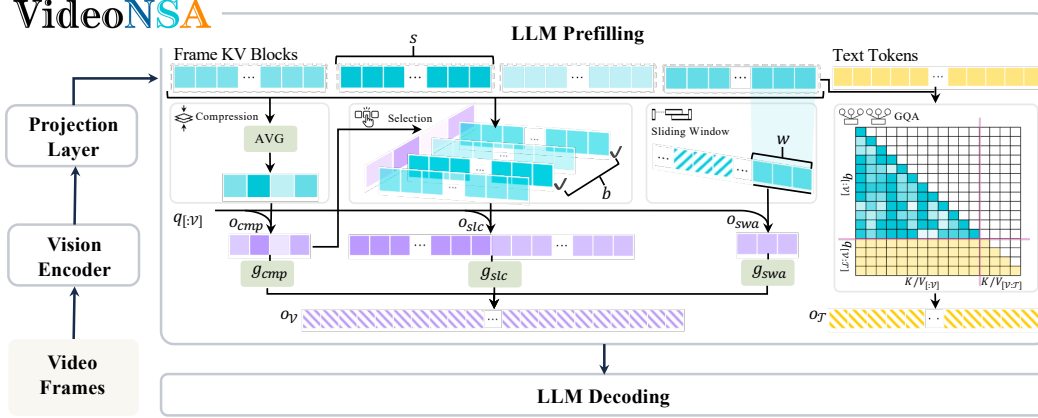 VideoNSA
LLM Prefilling
Frame KV Blocks
s
Text Tokens
Compression
AVG
Selection
b
Sliding Window
w
GQA
q[:𝒱]
o_cmp
o_slc
o_swa
g_cmp
g_slc
g_swa
q[:𝒱]
K/V[:𝒱]
K/V[𝒱:𝒯]
o_𝒱
o_𝒯
Projection
Layer
Vision
Encoder
Video
Frames
LLM Decoding